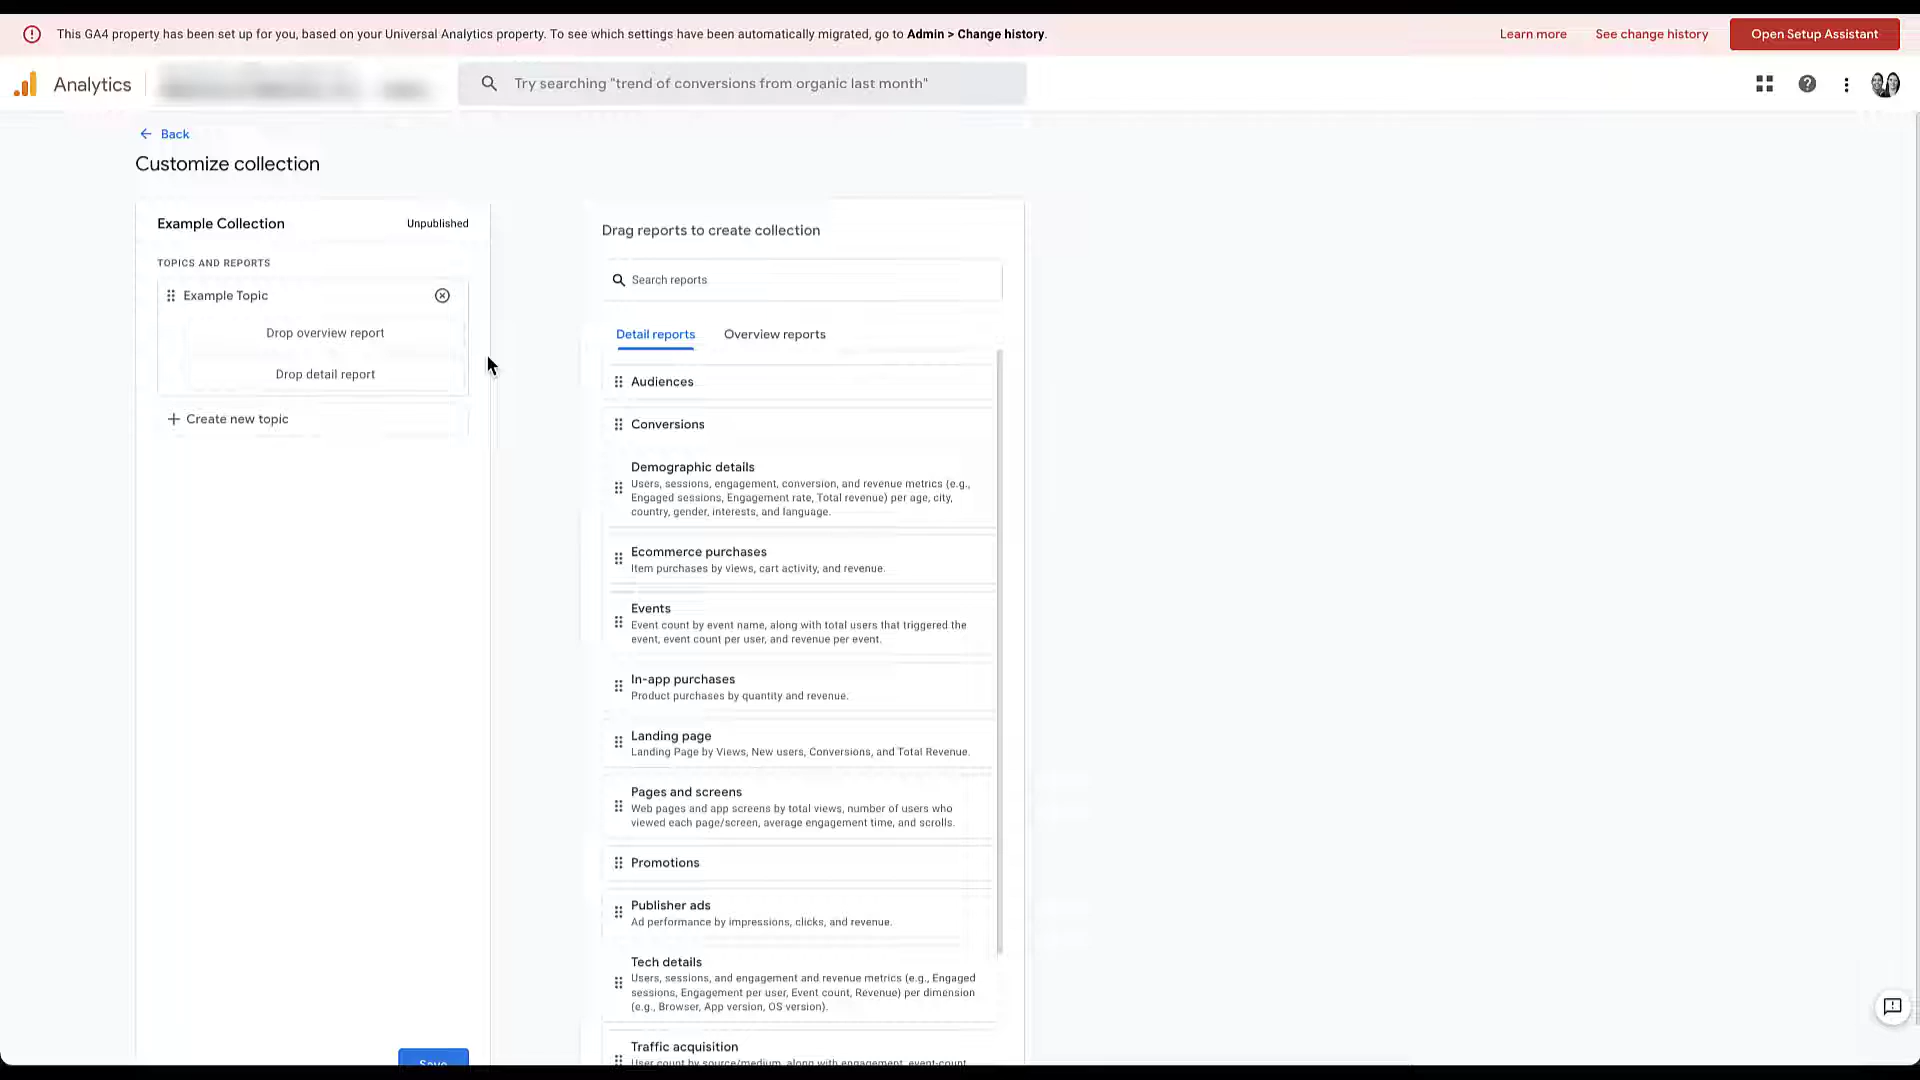 This GA4 property has been set up for you, based on your Universal Analytics property. To see which settings have been automatically migrated, go to Admin > Change history.
Learn more
See change history
Open Setup Assistant
Analytics
Try searching "trend of conversions from organic last month"
Back
Customize collection
Example Collection
Unpublished
TOPICS AND REPORTS
Example Topic
Drop overview report
Drop detail report
Create new topic
Save
Drag reports to create collection
Search reports
Detail reports
Overview reports
Audiences
Conversions
Demographic details
Users, sessions, engagement, conversion, and revenue metrics (e.g.,
Engaged sessions, Engagement rate, Total revenue) per age, city,
country, gender, interests, and language.
Ecommerce purchases
Item purchases by views, cart activity, and revenue.
Events
Event count by event name, along with total users that triggered the
event, event count per user, and revenue per event.
In-app purchases
Product purchases by quantity and revenue.
Landing page
Landing Page by Views, New users, Conversions, and Total Revenue.
Pages and screens
Web pages and app screens by total views, number of users who
viewed each page/screen, average engagement time, and scrolls.
Promotions
Publisher ads
Ad performance by impressions, clicks, and revenue.
Tech details
Users, sessions, and engagement and revenue metrics (e.g., Engaged
sessions, Engagement per user, Event count, Revenue) per dimension
(e.g., Browser, App version, OS version).
Traffic acquisition
User count by source/medium, along with engagement, event-count,